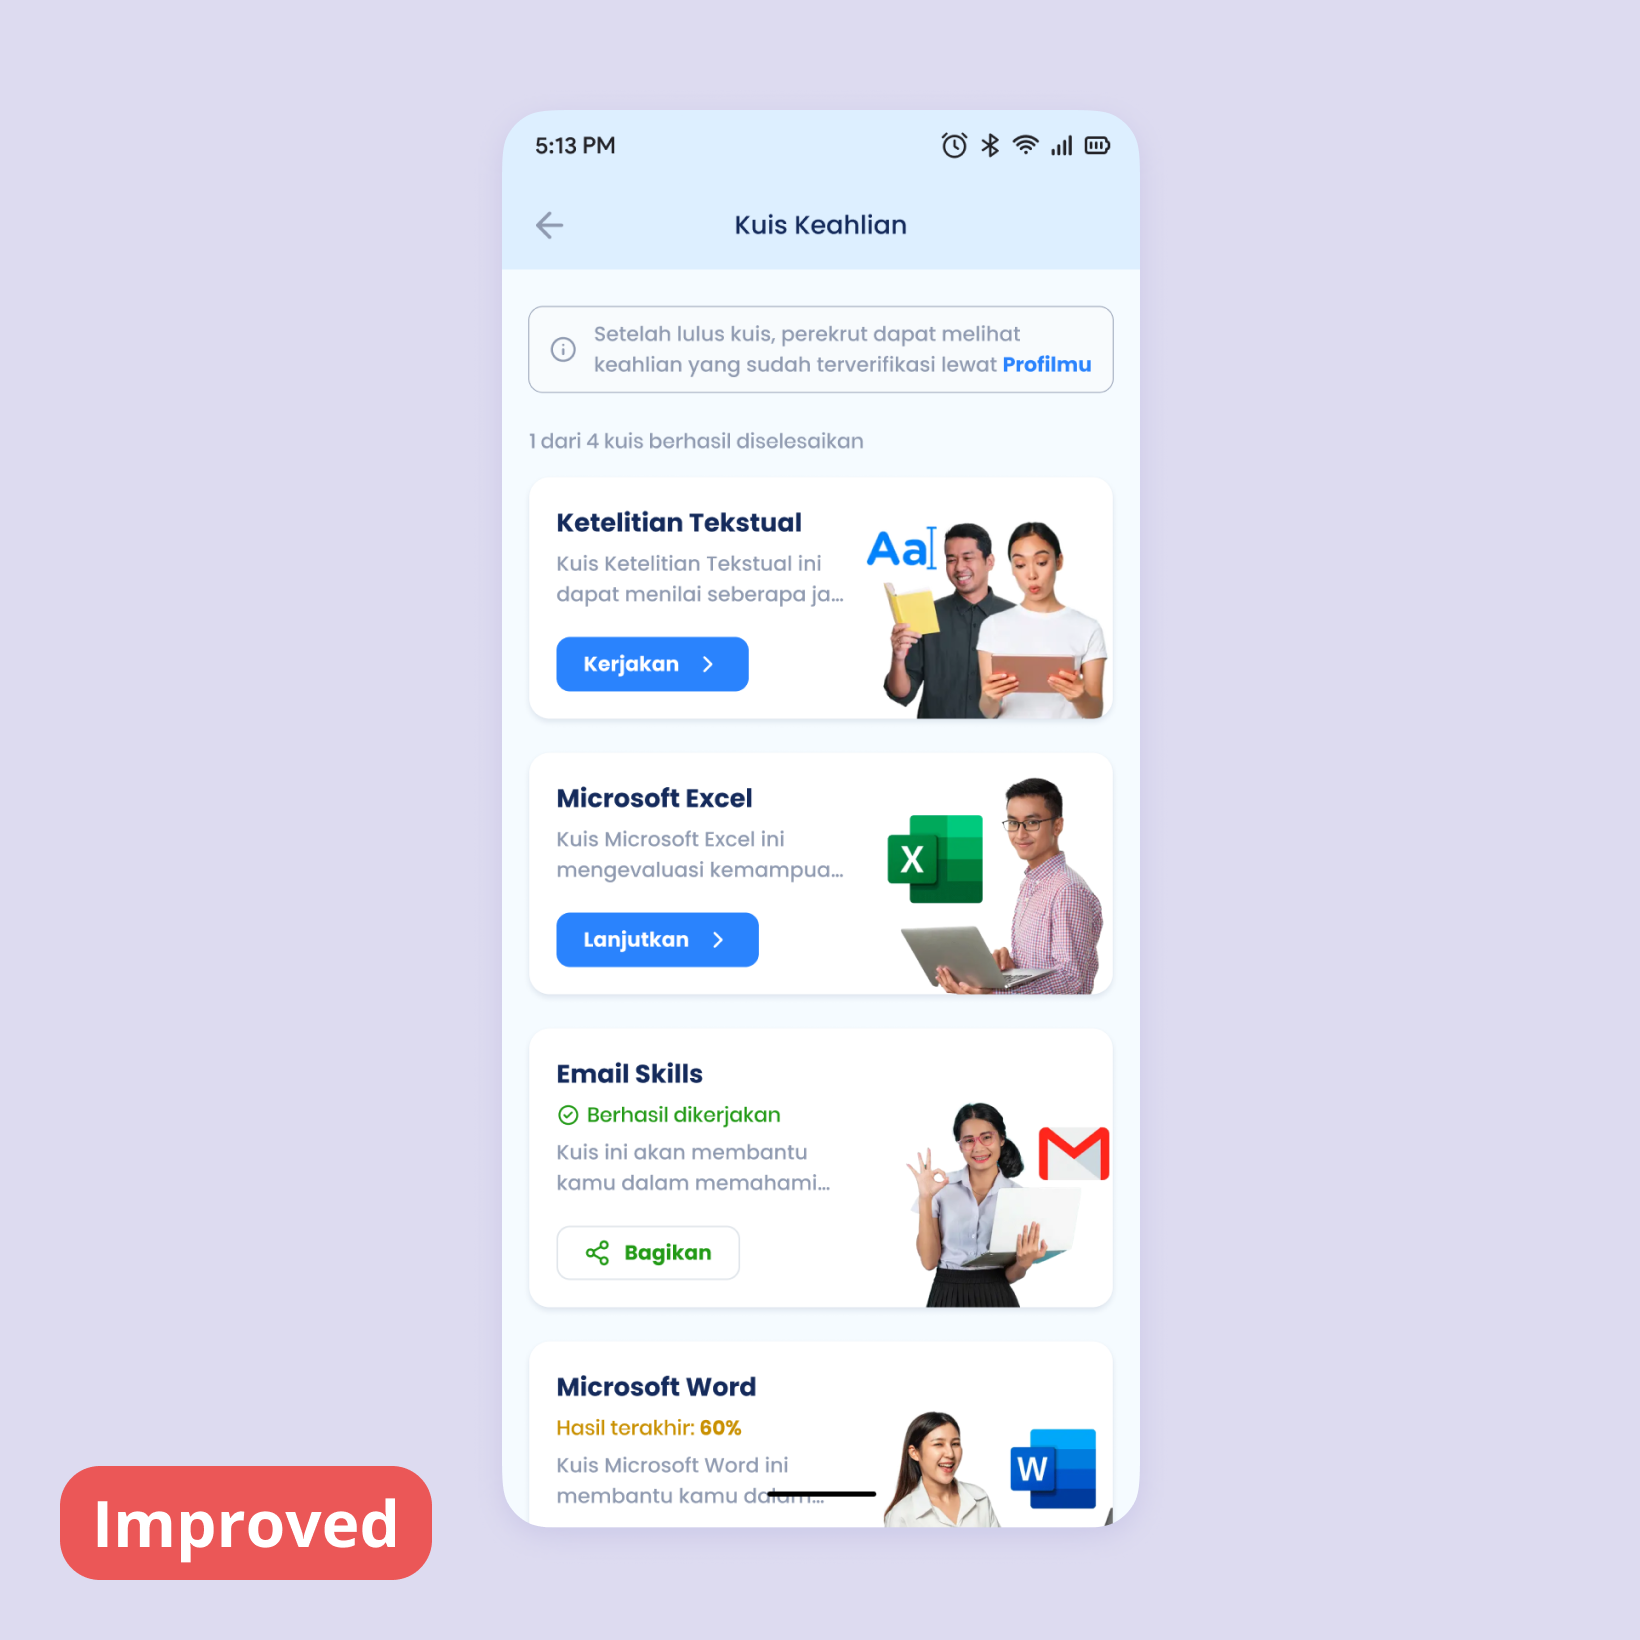 5:13 PM
Kuis Keahlian
Setelah lulus kuis, perekrut dapat melihat
keahlian yang sudah terverifikasi lewat Profilmu
1 dari 4 kuis berhasil diselesaikan
Ketelitian Tekstual
Kuis Ketelitian Tekstual ini
dapat menilai seberapa ja...
Aa
Kerjakan
Microsoft Excel
Kuis Microsoft Excel ini
mengevaluasi kemampua...
X
Lanjutkan
Email Skills
Berhasil dikerjakan
Kuis ini akan membantu
kamu dalam memahami...
Bagikan
Microsoft Word
Hasil terakhir: 60%
Kuis Microsoft Word ini
membantu kamu dalam...
W
Improved